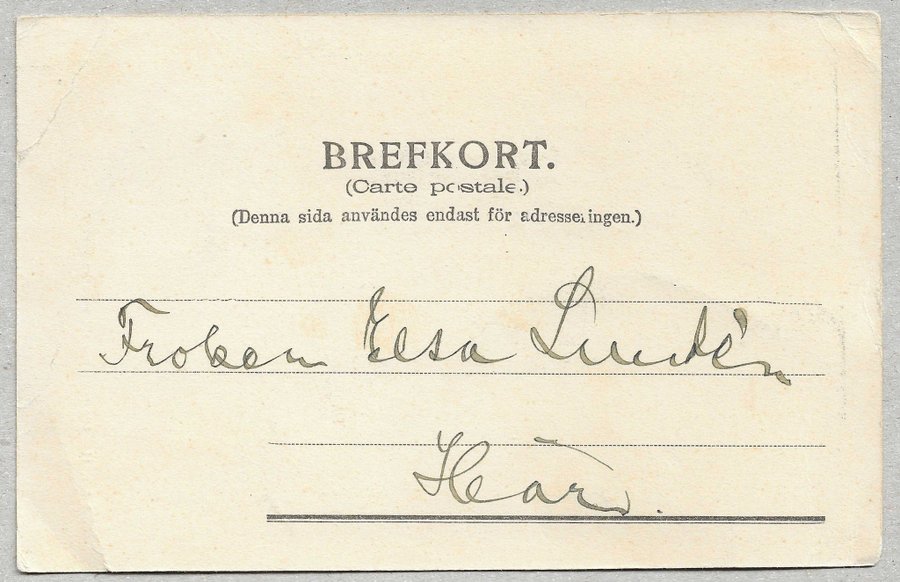 BREFKORT.
(Carte postale.)
(Denna sida användes endast för adresseringen.)
Fröken Elsa Lundén
Här.